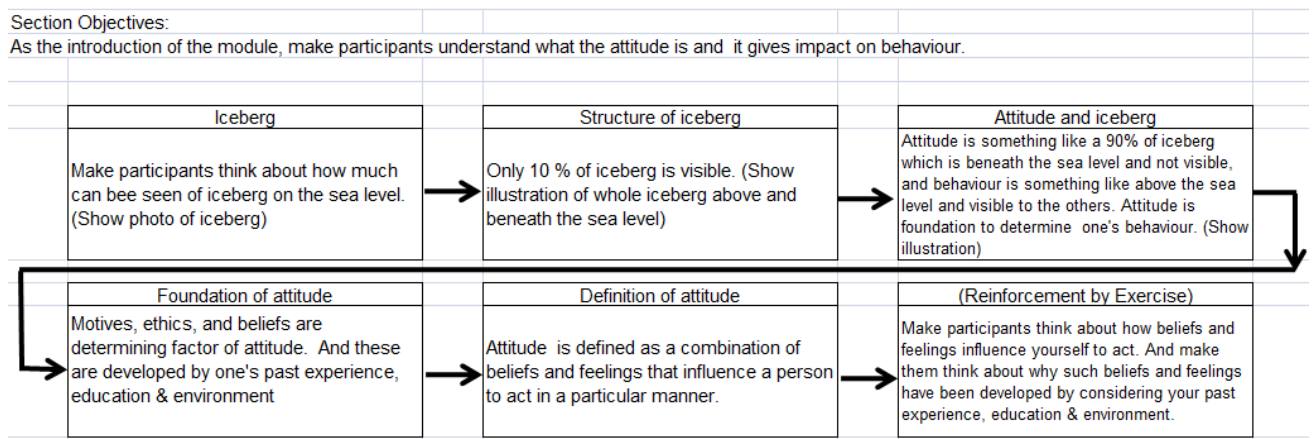 Section Objectives:
As the introduction of the module, make participants understand what the attitude is and  it gives impact on behaviour.
Iceberg
Make participants think about how much
can bee seen of iceberg on the sea level.
(Show photo of iceberg)
Structure of iceberg
Only 10 % of iceberg is visible. (Show
illustration of whole iceberg above and
beneath the sea level)
Attitude and iceberg
Attitude is something like a 90% of iceberg
which is beneath the sea level and not visible,
and behaviour is something like above the sea
level and visible to the others. Attitude is
foundation to determine  one's behaviour. (Show
illustration)
Foundation of attitude
Motives, ethics, and beliefs are
determining factor of attitude.  And these
are developed by one's past experience,
education & environment
Definition of attitude
Attitude  is defined as a combination of
beliefs and feelings that influence a person
to act in a particular manner.
(Reinforcement by Exercise)
Make participants think about how beliefs and
feelings influence yourself to act. And make
them think about why such beliefs and feelings
have been developed by considering your past
experience, education & environment.